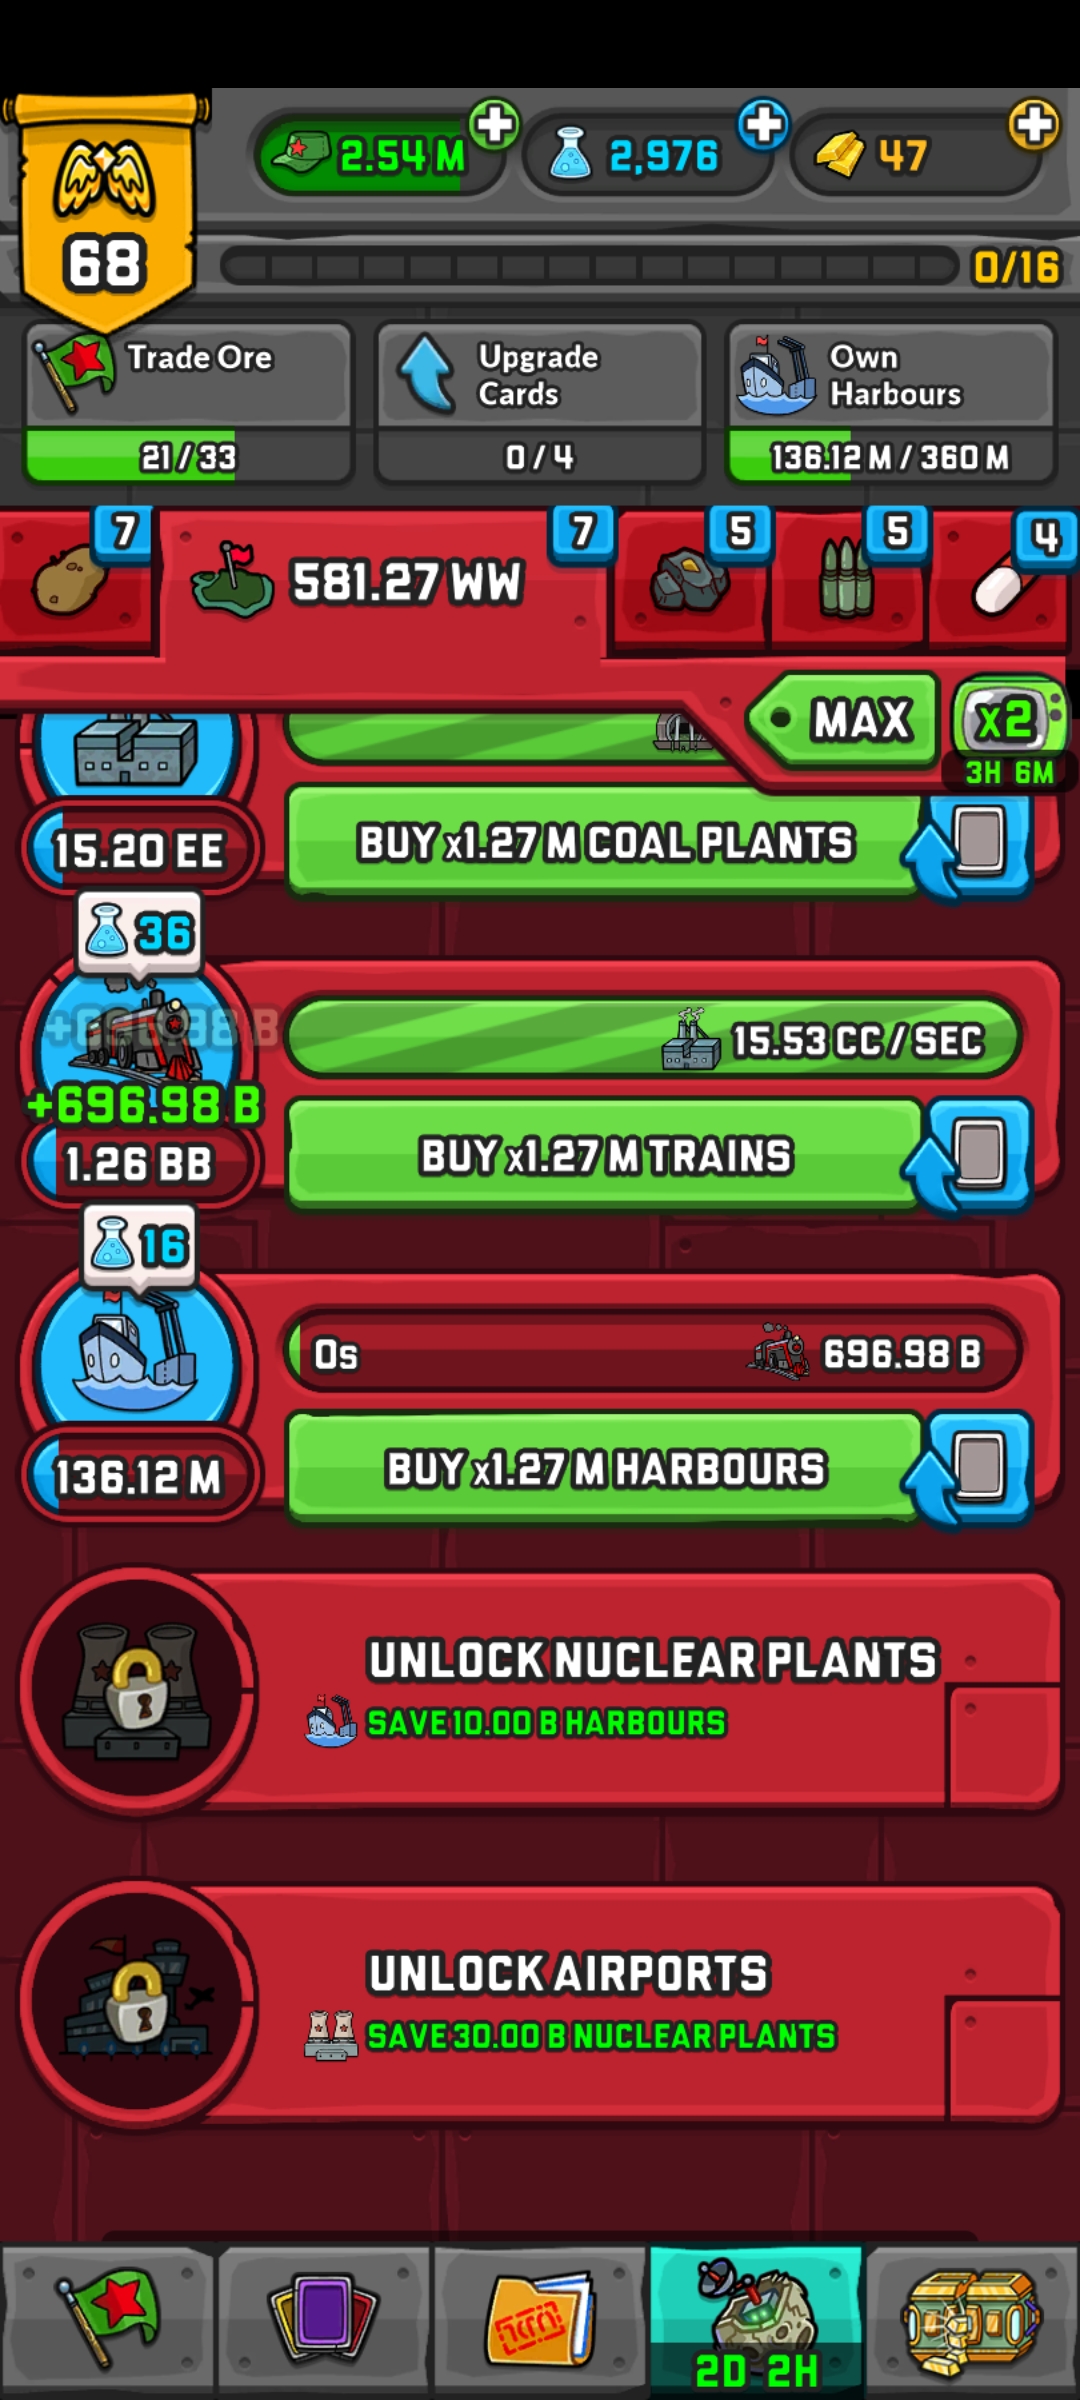 2.54 M
2,976
47
68
0/16
Trade Ore
21 / 33
Upgrade
Cards
0 / 4
Own
Harbours
136.12 M / 360 M
7
581.27 WW
7
5
5
4
MAX
x2
3H 6M
15.20 EE
BUY x1.27 M COAL PLANTS
36
+696.98 B
15.53 CC / SEC
+696.98 B
1.26 BB
BUY x1.27 M TRAINS
16
0s
696.98 B
136.12 M
BUY x1.27 M HARBOURS
UNLOCK NUCLEAR PLANTS
SAVE 10.00 B HARBOURS
UNLOCK AIRPORTS
SAVE 30.00 B NUCLEAR PLANTS
2D 2H